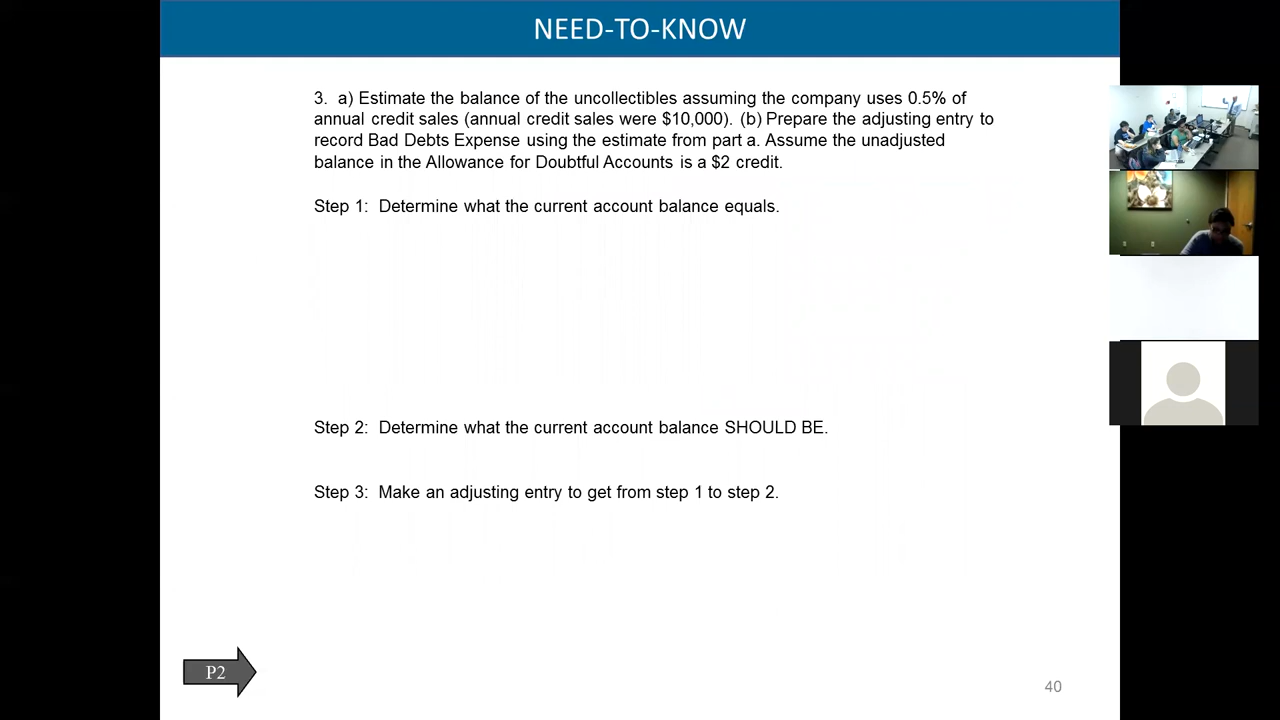 NEED-TO-KNOW
3. a) Estimate the balance of the uncollectibles assuming the company uses 0.5% of
annual credit sales (annual credit sales were $10,000). (b) Prepare the adjusting entry to
record Bad Debts Expense using the estimate from part a. Assume the unadjusted
balance in the Allowance for Doubtful Accounts is a $2 credit.
Step 1: Determine what the current account balance equals.
Step 2: Determine what the current account balance SHOULD BE.
Step 3: Make an adjusting entry to get from step 1 to step 2.
P2
40